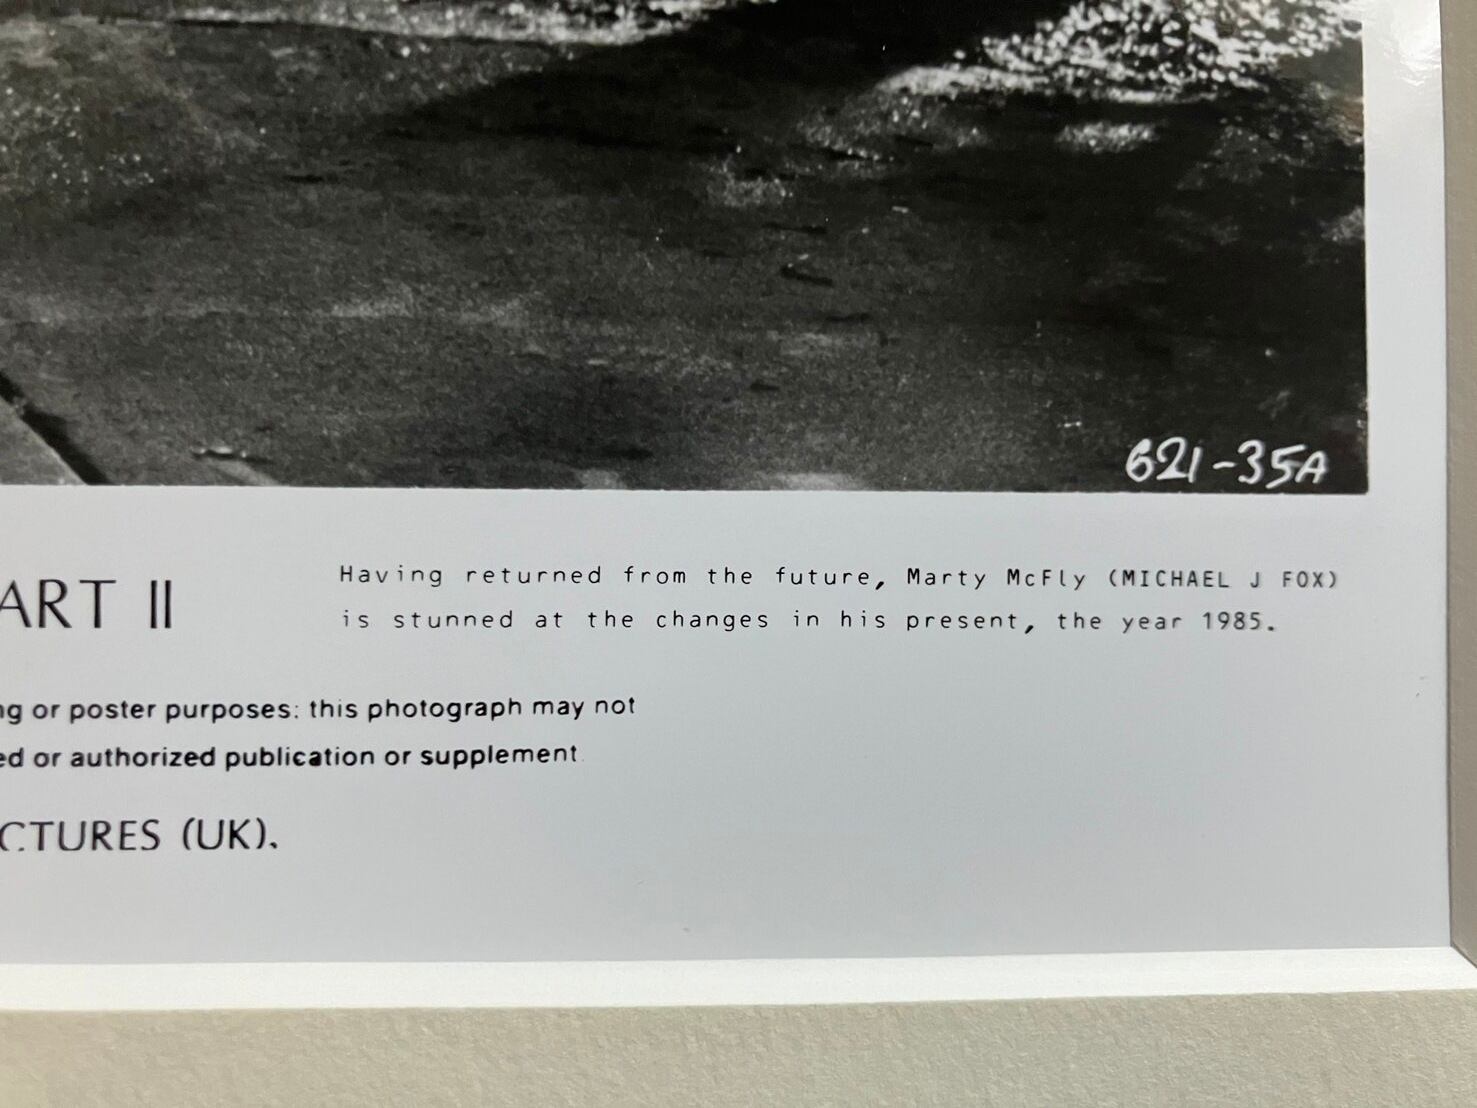 621-35A
ART II
Having returned from the future, Marty McFly (MICHAEL J FOX)
is stunned at the changes in his present, the year 1985.
ng or poster purposes: this photograph may not
ed or authorized publication or supplement
CTURES (UK).